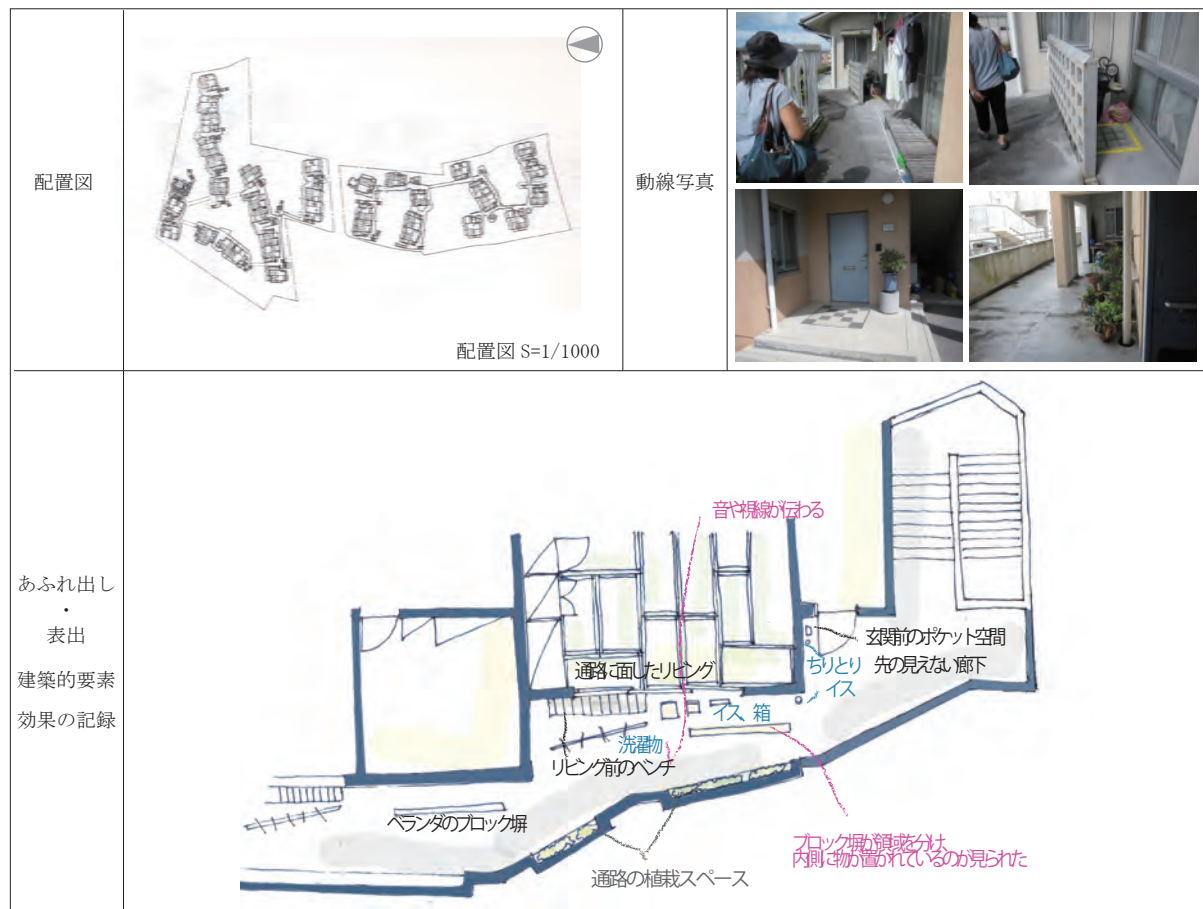 配置図
配置図 S=1/1000
動線写真
あふれ出し
・
表出
建築的要素
効果の記録
音や視線が伝わる
通路に面したリビング
玄関前のポケット空間
先の見えない廊下
ちりとり
イス
イス、箱
洗濯物
リビング前のベンチ
ベランダのブロック塀
ブロック塀が領域を分け、
内側に物が置かれているのが見られた
通路の植栽スペース